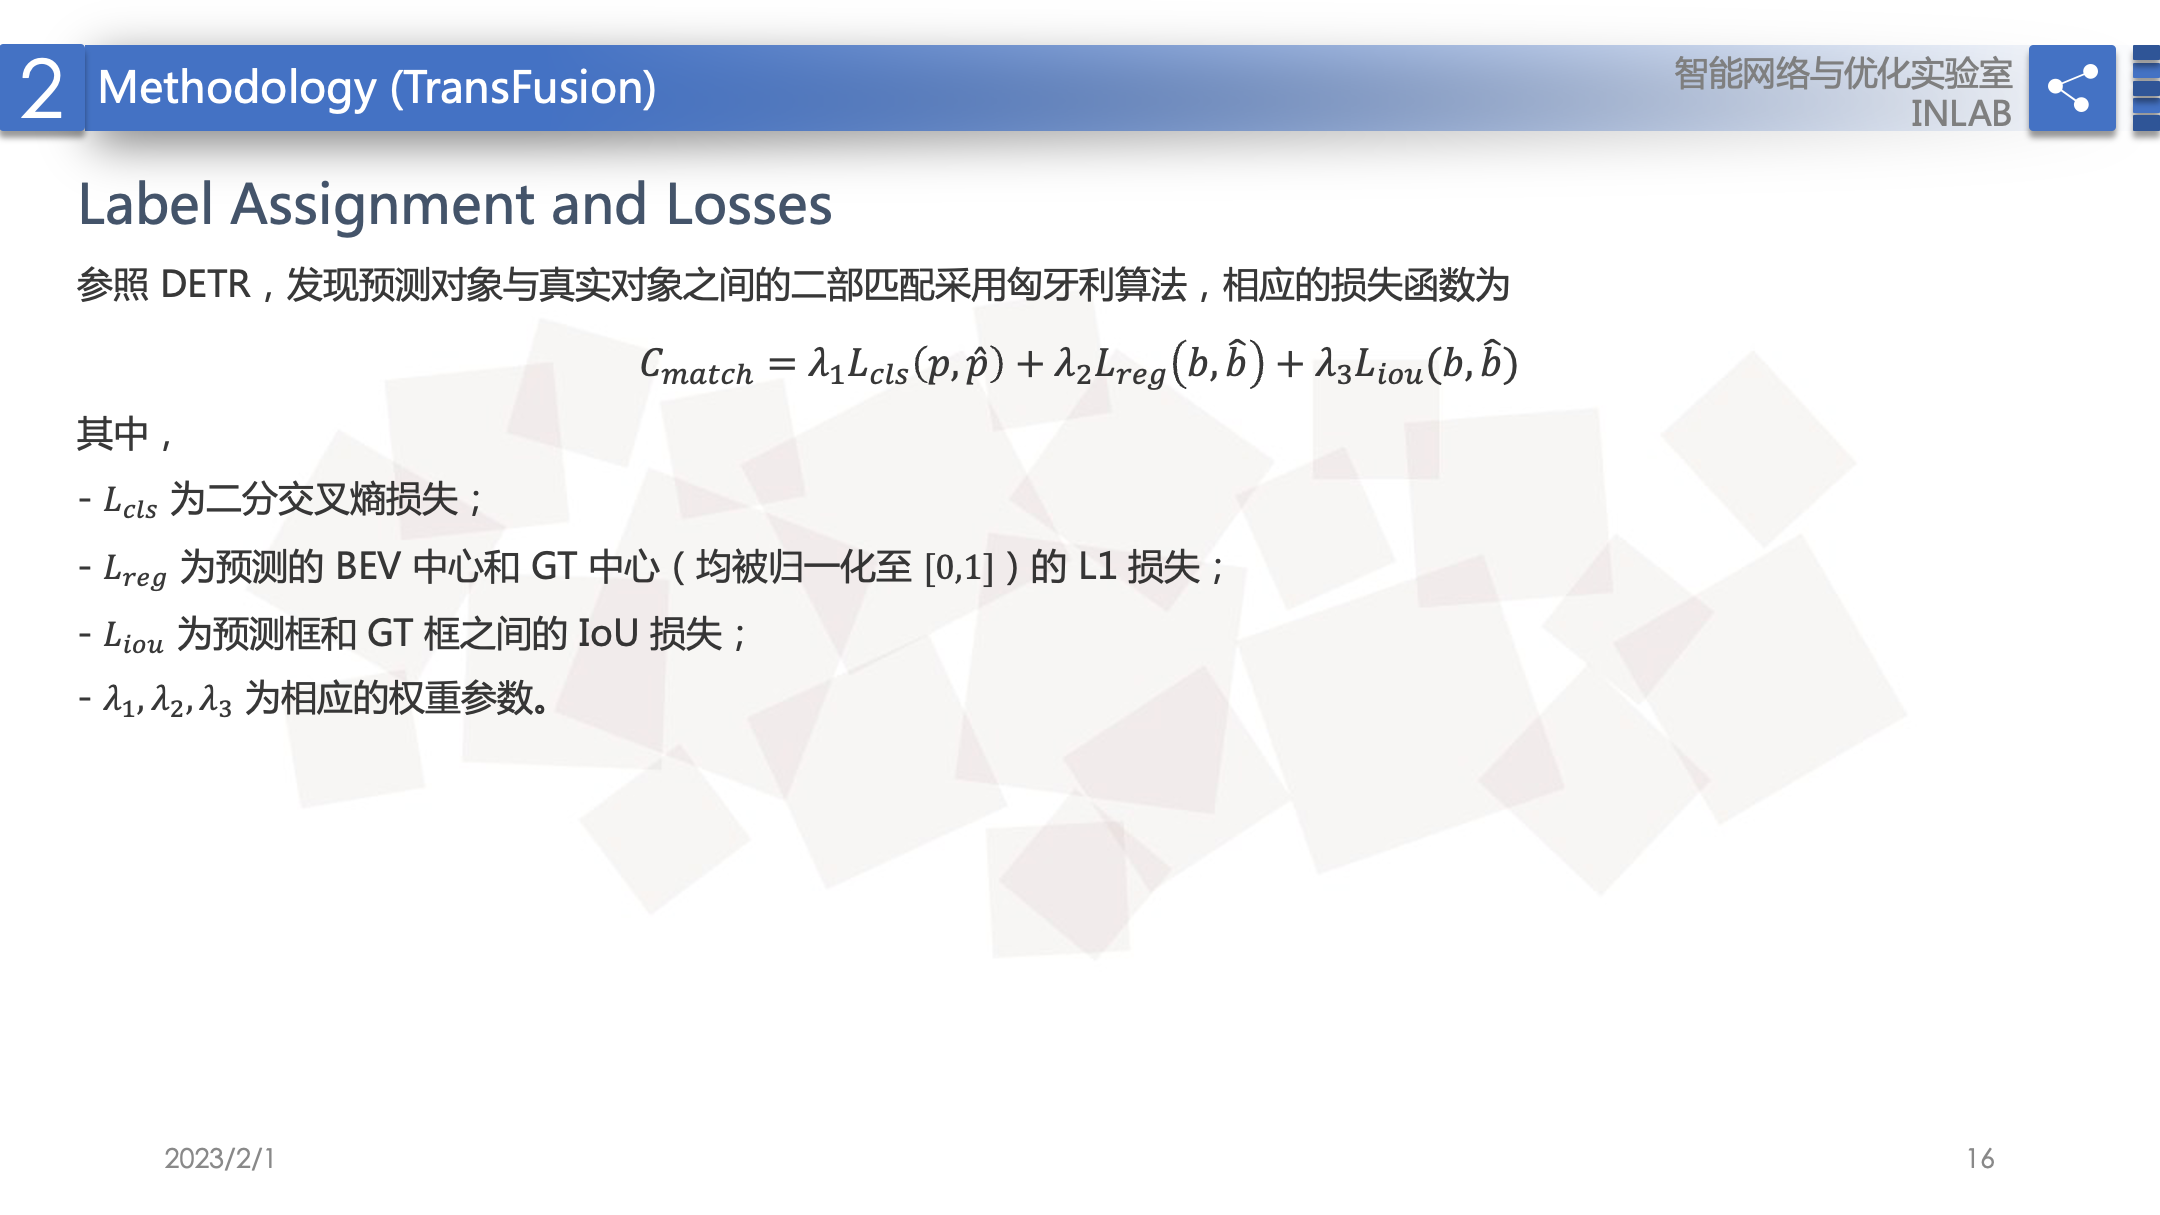 2
Methodology (TransFusion)
智能网络与优化实验室
INLAB
Label Assignment and Losses
参照 DETR，发现预测对象与真实对象之间的二部匹配采用匈牙利算法，相应的损失函数为
$C_{match} = \lambda_1 L_{cls}(p, \hat{p}) + \lambda_2 L_{reg}(b, \hat{b}) + \lambda_3 L_{iou}(b, \hat{b})$
其中，
- $L_{cls}$ 为二分交叉熵损失；
- $L_{reg}$ 为预测的 BEV 中心和 GT 中心（均被归一化至 [0,1]）的 L1 损失；
- $L_{iou}$ 为预测框和 GT 框之间的 IoU 损失；
- $\lambda_1, \lambda_2, \lambda_3$ 为相应的权重参数。
2023/2/1
16